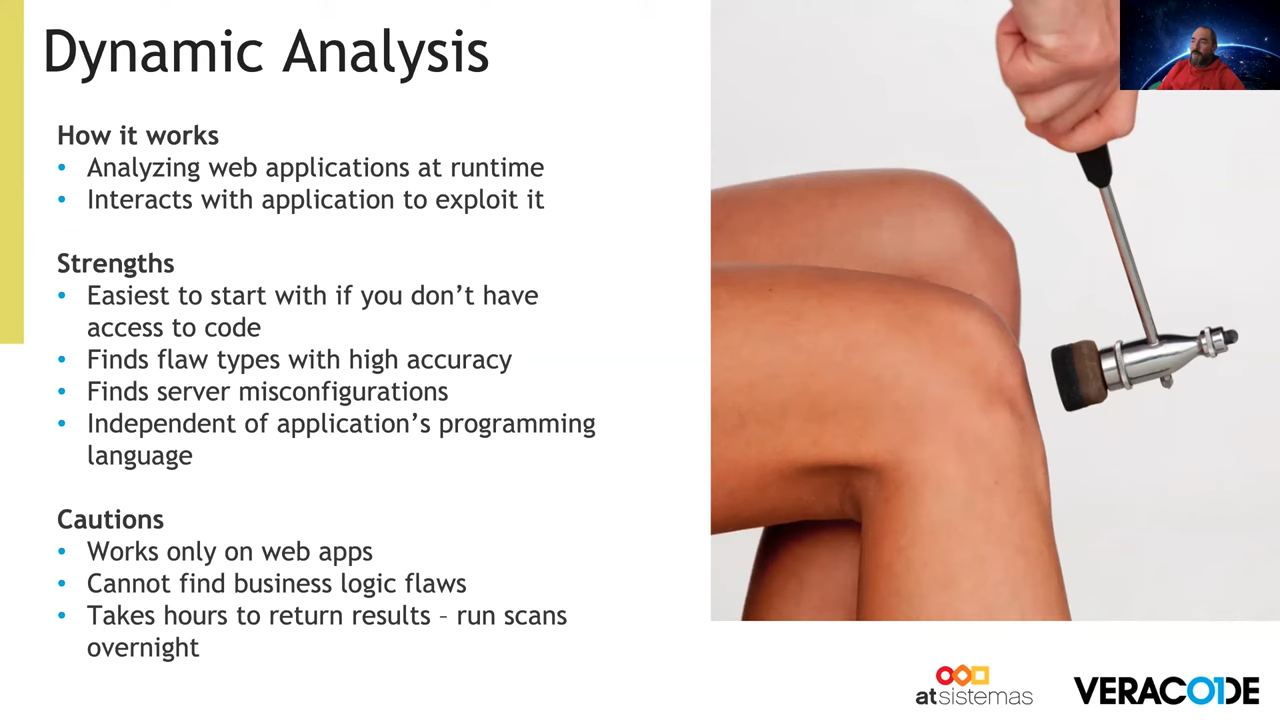 Dynamic Analysis
How it works
• Analyzing web applications at runtime
• Interacts with application to exploit it
Strengths
• Easiest to start with if you don’t have
access to code
• Finds flaw types with high accuracy
• Finds server misconfigurations
• Independent of application’s programming
language
Cautions
• Works only on web apps
• Cannot find business logic flaws
• Takes hours to return results – run scans
overnight
atsistemas
VERACODE